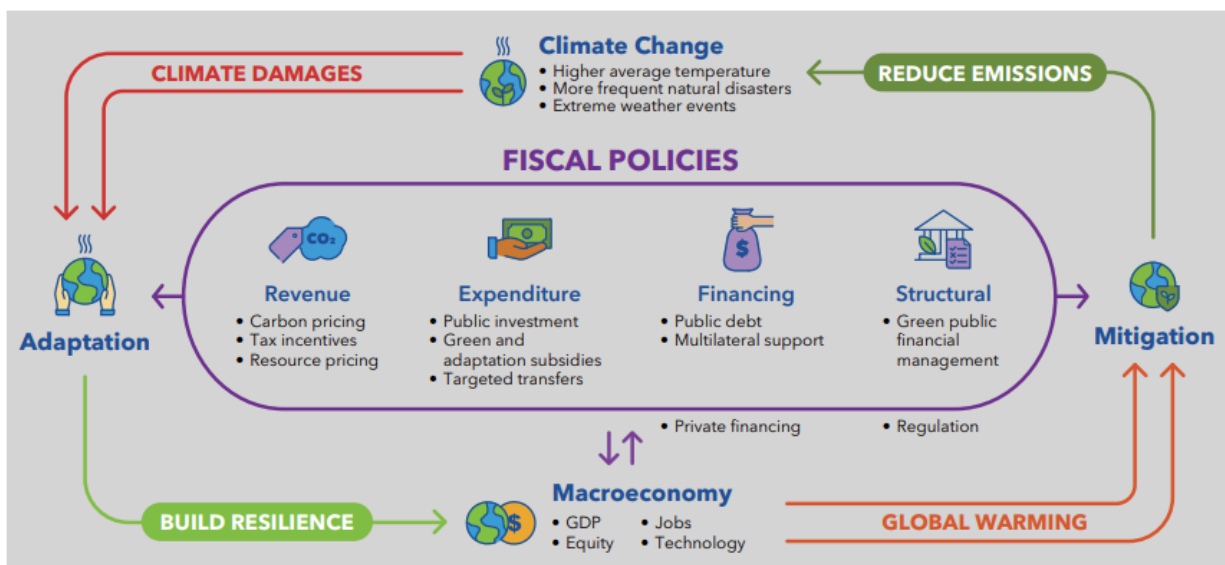 Climate Change
• Higher average temperature
• More frequent natural disasters
• Extreme weather events
CLIMATE DAMAGES
REDUCE EMISSIONS
FISCAL POLICIES
CO₂
Revenue
• Carbon pricing
• Tax incentives
• Resource pricing
$
Expenditure
• Public investment
• Green and
adaptation subsidies
• Targeted transfers
$
Financing
• Public debt
• Multilateral support
Structural
• Green public
financial
management
Adaptation
Mitigation
• Private financing
• Regulation
Macroeconomy
• GDP
• Equity
• Jobs
• Technology
$
BUILD RESILIENCE
GLOBAL WARMING